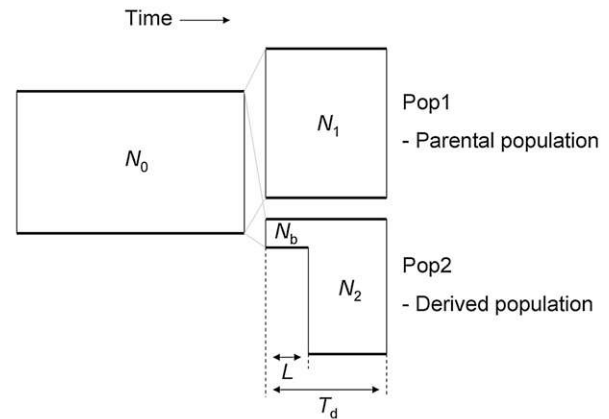 Time
N0
N1
Pop1
- Parental population
Nb
N2
Pop2
- Derived population
L
Td